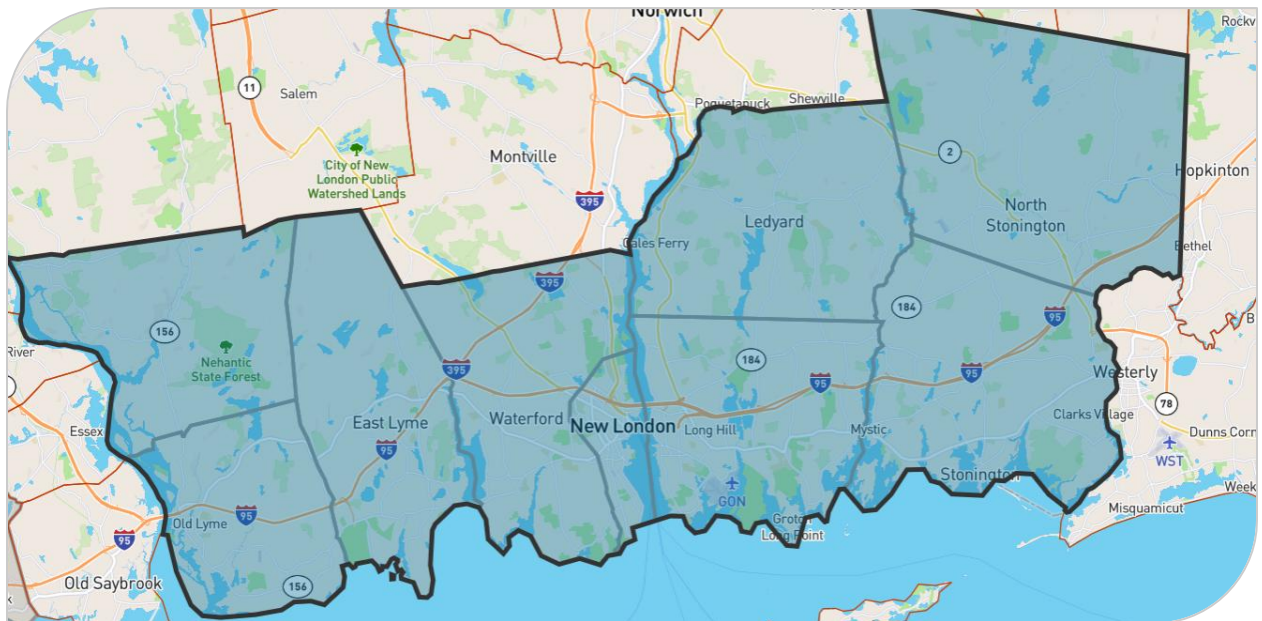 Norwich
Rockv
11
Salem
Poquetanuck
Shewville
City of New
London Public
Watershed Lands
Montville
395
2
Hopkinton
Ledyard
North
Stonington
Gales Ferry
Bethel
395
184
95
B
156
River
Nehantic
State Forest
395
184
95
95
Westerly
78
Essex
East Lyme
Waterford
New London
Long Hill
Mystic
Clarks Village
Dunns Corn
95
WST
Stonington
GON
Week
Old Lyme
95
Groton
Long Point
Misquamicut
95
Old Saybrook
156
k